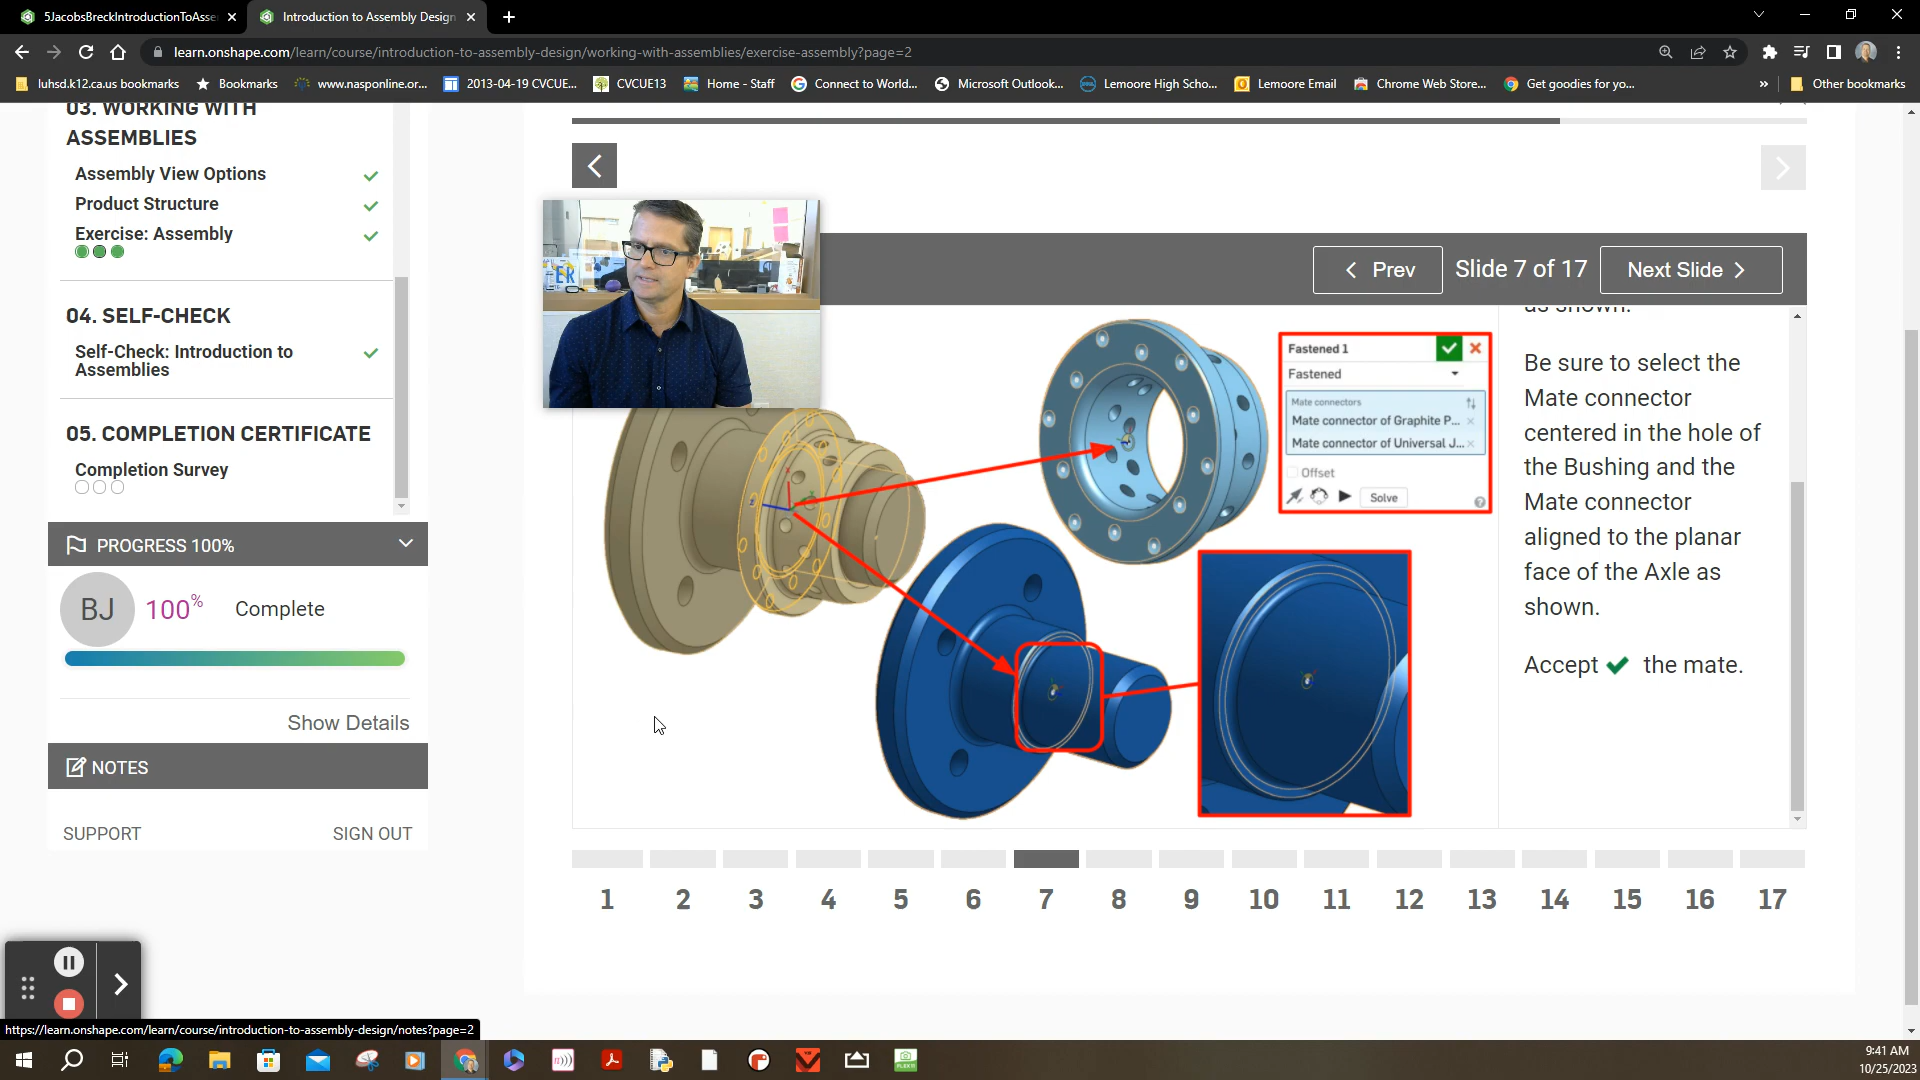 5JacobsBreckIntroductionToAsse
Introduction to Assembly Design
learn.onshape.com/learn/course/introduction-to-assembly-design/working-with-assemblies/exercise-assembly?page=2
luhsd.k12.ca.us bookmarks
Bookmarks
www.nasponline.or...
2013-04-19 CVCUE...
CVCUE13
Home - Staff
Connect to World...
Microsoft Outlook...
Lemoore High Scho...
Lemoore Email
Chrome Web Store...
Get goodies for yo...
Other bookmarks
03. WORKING WITH
ASSEMBLIES
Assembly View Options
Product Structure
Exercise: Assembly
04. SELF-CHECK
Self-Check: Introduction to
Assemblies
05. COMPLETION CERTIFICATE
Completion Survey
PROGRESS 100%
BJ 100% Complete
Show Details
NOTES
SUPPORT SIGN OUT
Prev Slide 7 of 17 Next Slide
ER
Fastened 1
Fastened
Mate connectors
Mate connector of Graphite P...
Mate connector of Universal J...
Offset
Solve
as shown.
Be sure to select the
Mate connector
centered in the hole of
the Bushing and the
Mate connector
aligned to the planar
face of the Axle as
shown.
Accept ✓ the mate.
1 2 3 4 5 6 7 8 9 10 11 12 13 14 15 16 17
https://learn.onshape.com/learn/course/introduction-to-assembly-design/notes?page=2
9:41 AM
10/25/2023